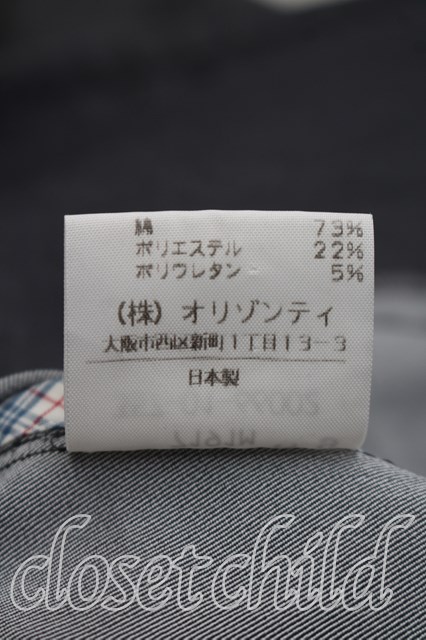 綿 73%
ポリエステル 22%
ポリウレタン 5%
(株)オリゾンティ
大阪市西区新町1丁目13-3
日本製
closetchild